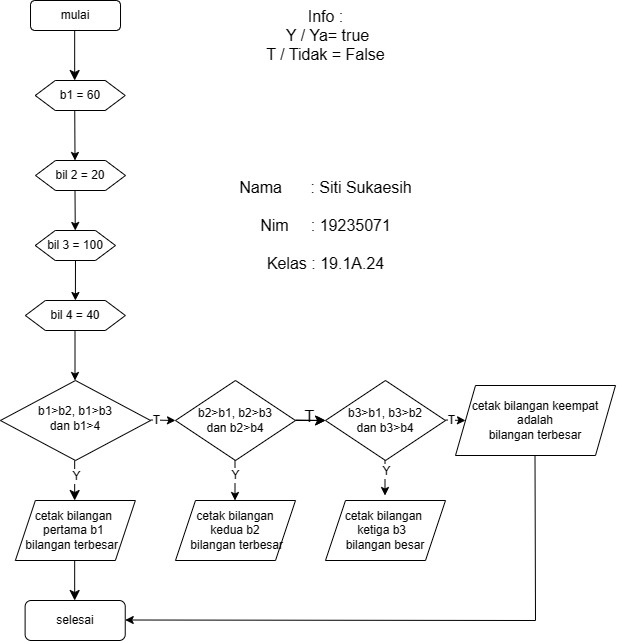 mulai
Info :
Y / Ya= true
T / Tidak = False
b1 = 60
bil 2 = 20
Nama : Siti Sukaesih
Nim : 19235071
bil 3 = 100
Kelas : 19.1A.24
bil 4 = 40
b1>b2, b1>b3
dan b1>4
T
b2>b1, b2>b3
dan b2>b4
T
b3>b1, b3>b2
dan b3>b4
T
cetak bilangan keempat
adalah
bilangan terbesar
Y
Y
Y
cetak bilangan
pertama b1
bilangan terbesar
cetak bilangan
kedua b2
bilangan terbesar
cetak bilangan
ketiga b3
bilangan besar
selesai